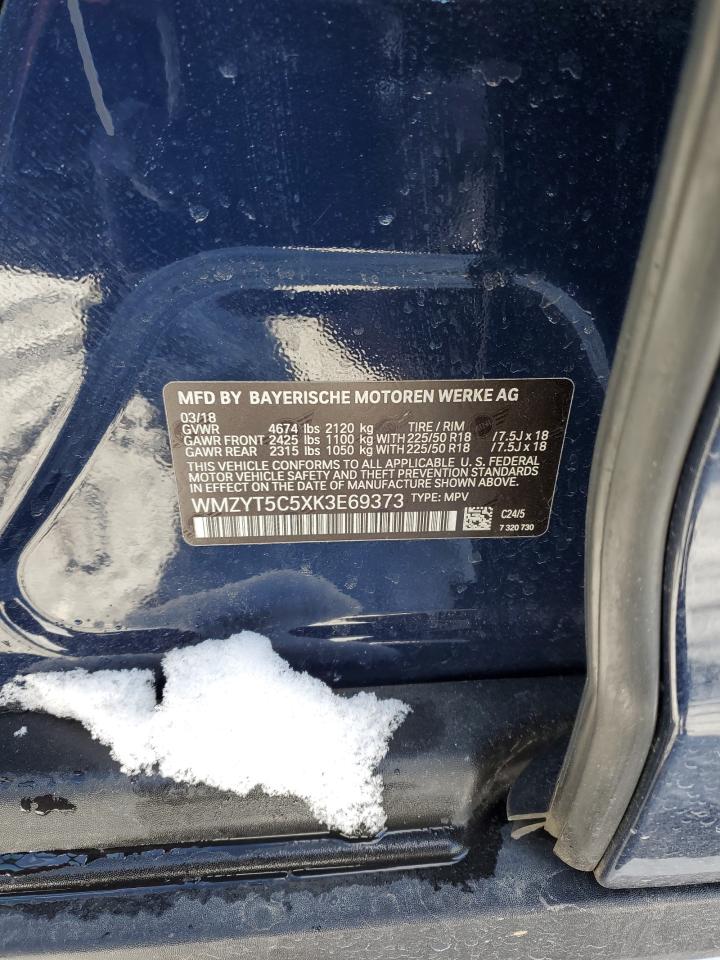 MFD BY BAYERISCHE MOTOREN WERKE AG
03/18
GVWR 4674 lbs 2120 kg TIRE / RIM
GAWR FRONT 2425 lbs 1100 kg WITH 225/50 R18 /7.5J x 18
GAWR REAR 2315 lbs 1050 kg WITH 225/50 R18 /7.5J x 18
THIS VEHICLE CONFORMS TO ALL APPLICABLE U. S. FEDERAL
MOTOR VEHICLE SAFETY AND THEFT PREVENTION STANDARDS
IN EFFECT ON THE DATE OF MANUFACTURE SHOWN ABOVE.
WMZYT5C5XK3E69373 TYPE: MPV
C24/5
7 320 730